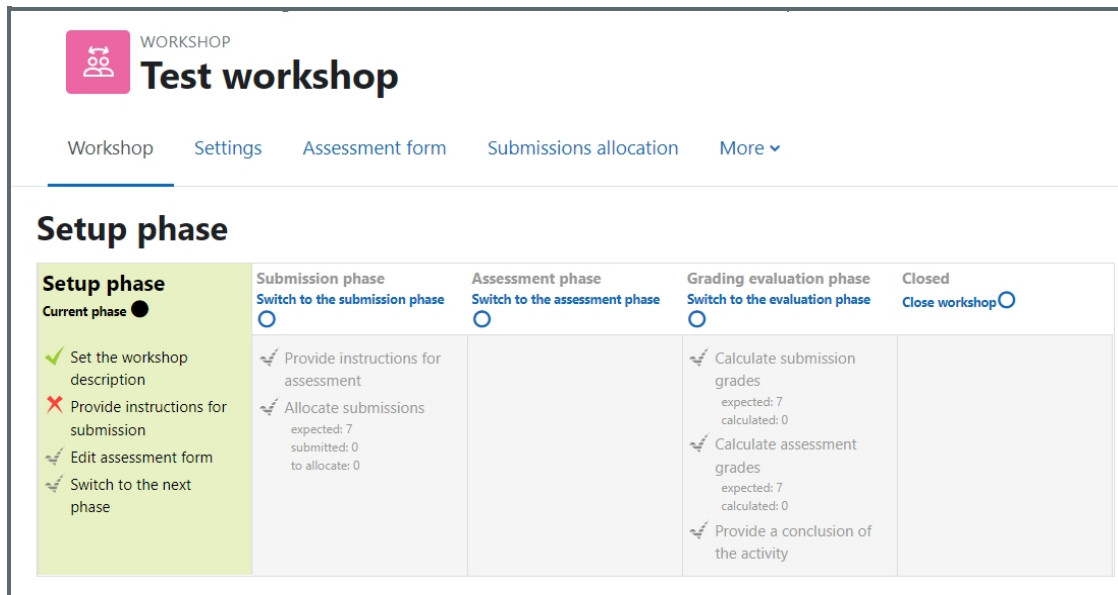 WORKSHOP
Test workshop
Workshop
Settings
Assessment form
Submissions allocation
More
Setup phase
Setup phase
Current phase
Set the workshop
description
Provide instructions for
submission
Edit assessment form
Switch to the next
phase
Submission phase
Switch to the submission phase
Provide instructions for
assessment
Allocate submissions
expected: 7
submitted: 0
to allocate: 0
Assessment phase
Switch to the assessment phase
Grading evaluation phase
Switch to the evaluation phase
Calculate submission
grades
expected: 7
calculated: 0
Calculate assessment
grades
expected: 7
calculated: 0
Provide a conclusion of
the activity
Closed
Close workshop